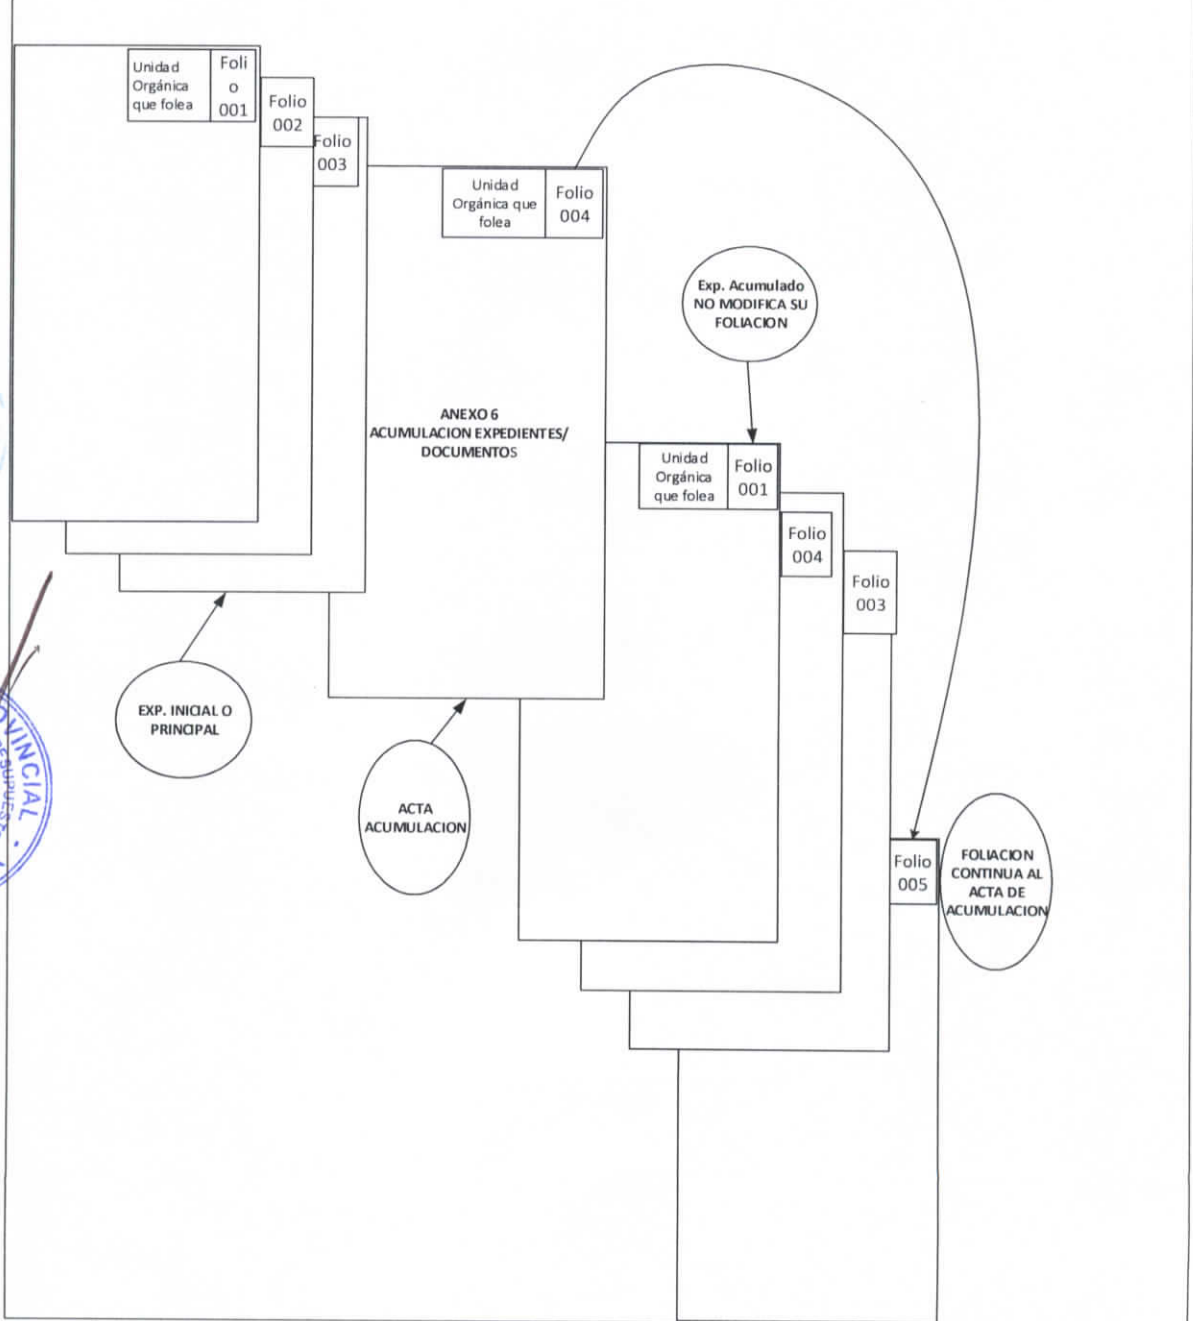 Unidad
Orgánica
que folea
Foli
o
001
Folio
002
Folio
003
Unidad
Orgánica que
folea
Folio
004
Exp. Acumulado
NO MODIFICA SU
FOLIACION
ANEXO 6
ACUMULACION EXPEDIENTES/
DOCUMENTOS
Unidad
Orgánica
que folea
Folio
001
Folio
004
Folio
003
EXP. INICIAL O
PRINCIPAL
ACTA
ACUMULACION
Folio
005
FOLIACION
CONTINUA AL
ACTA DE
ACUMULACION
OVINCIAL